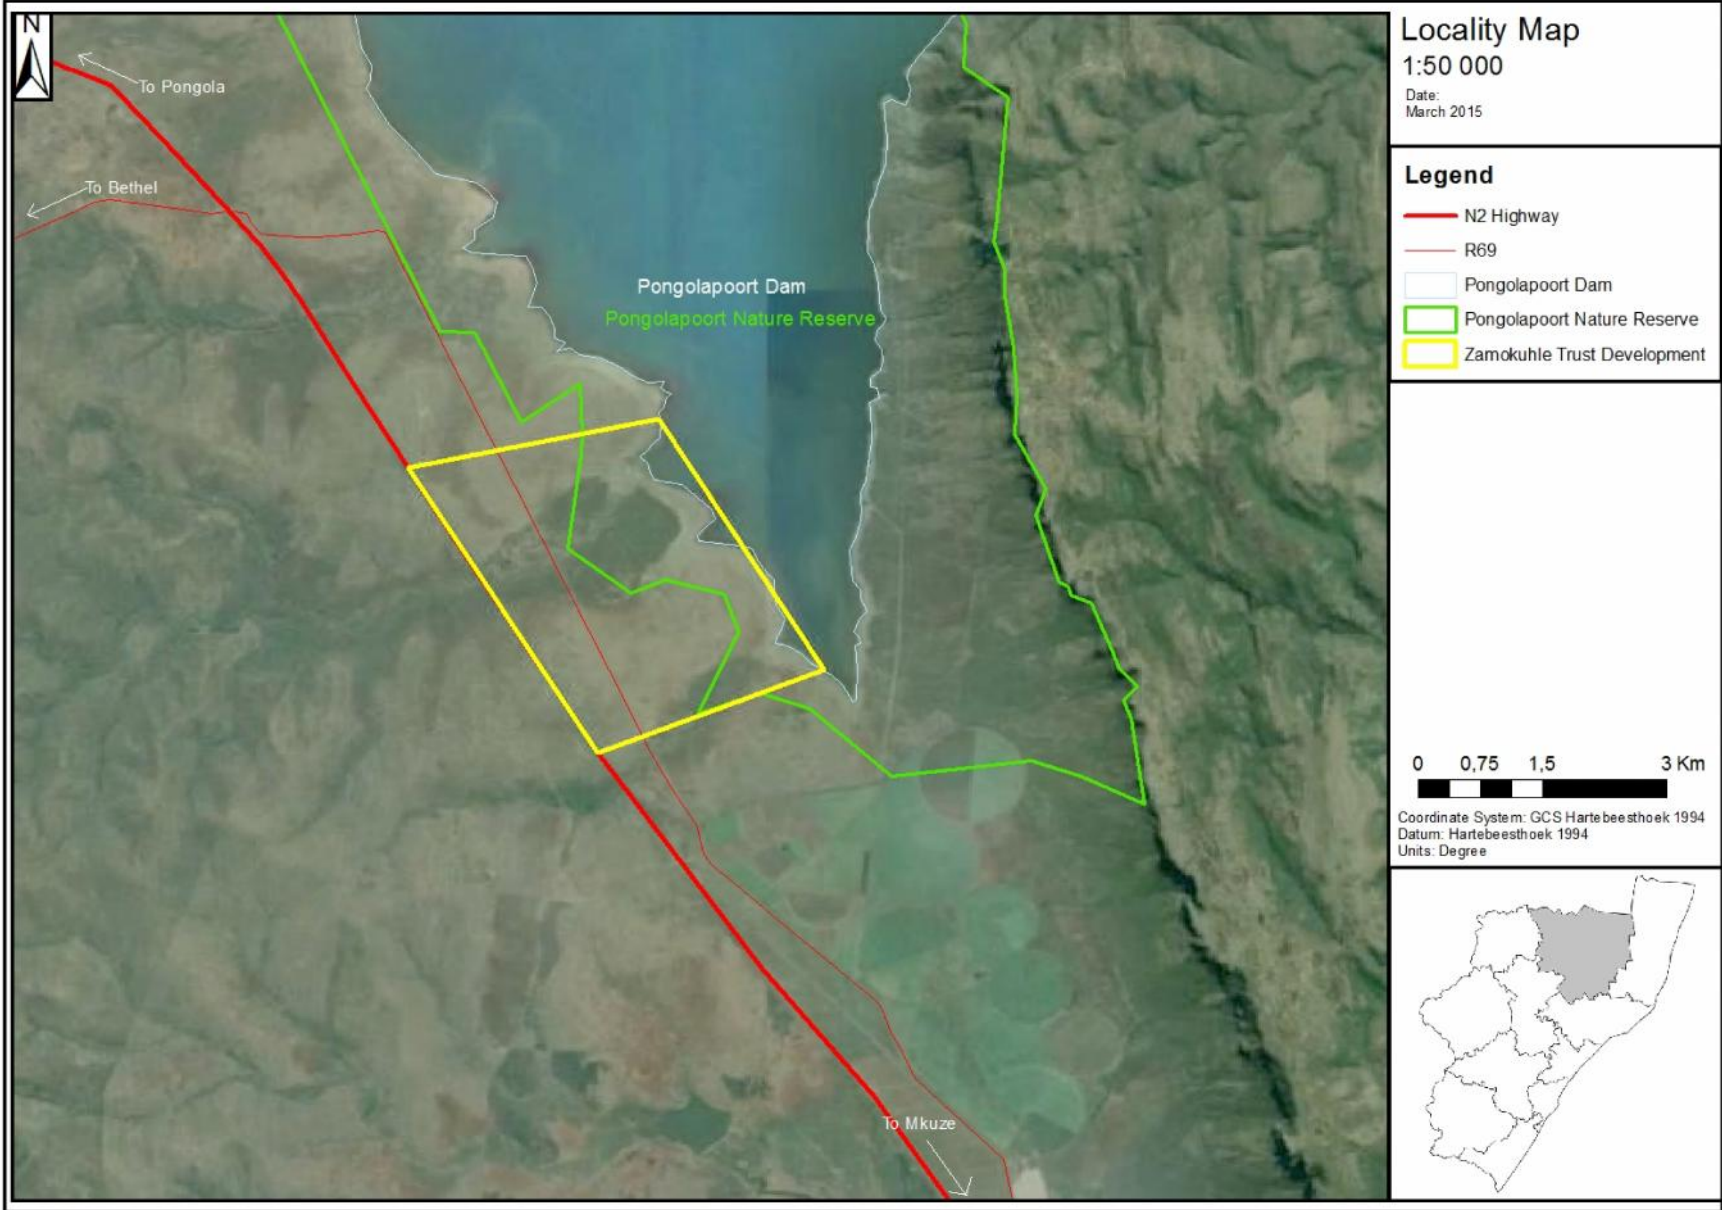 N
To Pongola
To Bethel
Pongolapoort Dam
Pongolapoort Nature Reserve
To Mkuze
Locality Map
1:50 000
Date:
March 2015
Legend
N2 Highway
R69
Pongolapoort Dam
Pongolapoort Nature Reserve
Zamokuhle Trust Development
0 0,75 1,5 3 Km
Coordinate System: GCS Hartebeesthoek 1994
Datum: Hartebeesthoek 1994
Units: Degree